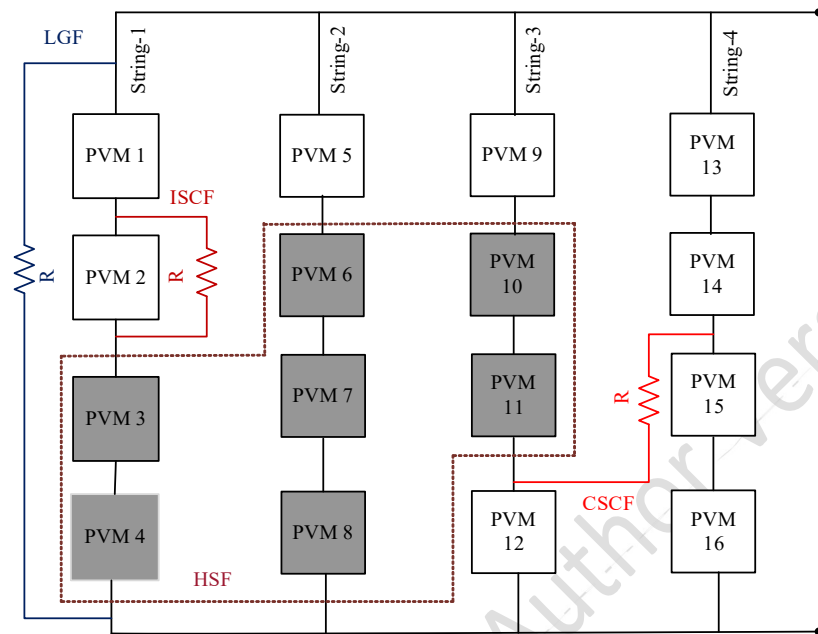 LGF
String-1
String-2
String-3
String-4
PVM 1
PVM 5
PVM 9
PVM
13
ISCF
R
PVM 2
R
PVM 6
PVM
10
PVM
14
PVM 3
PVM 7
PVM
11
R
PVM
15
CSCF
PVM 4
PVM 8
PVM
12
PVM
16
HSF
Author